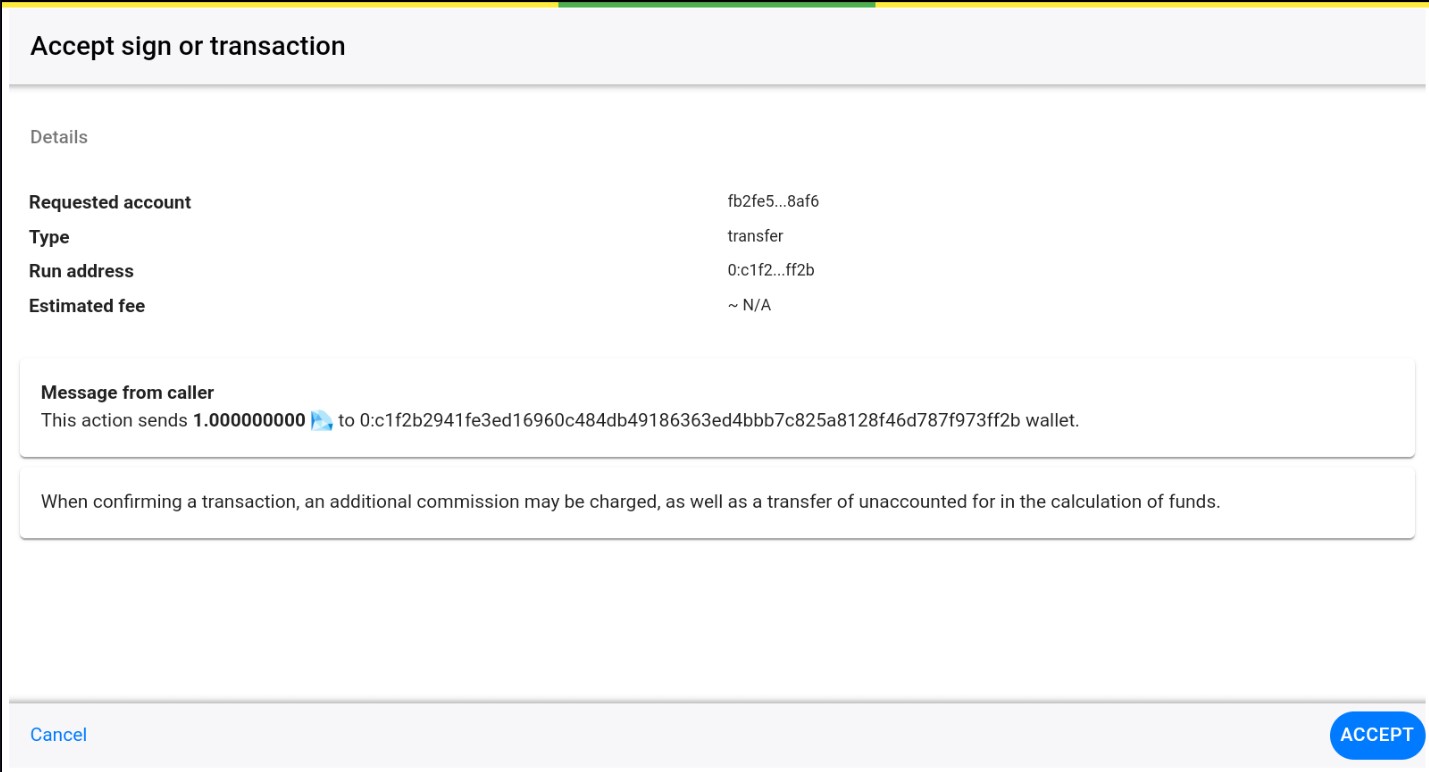 Accept sign or transaction
Details
Requested account fb2fe5...8af6
Type transfer
Run address 0:c1f2...ff2b
Estimated fee ~ N/A
Message from caller
This action sends 1.000000000 💎 to 0:c1f2b2941fe3ed16960c484db49186363ed4bbb7c825a8128f46d787f973ff2b wallet.
When confirming a transaction, an additional commission may be charged, as well as a transfer of unaccounted for in the calculation of funds.
Cancel ACCEPT